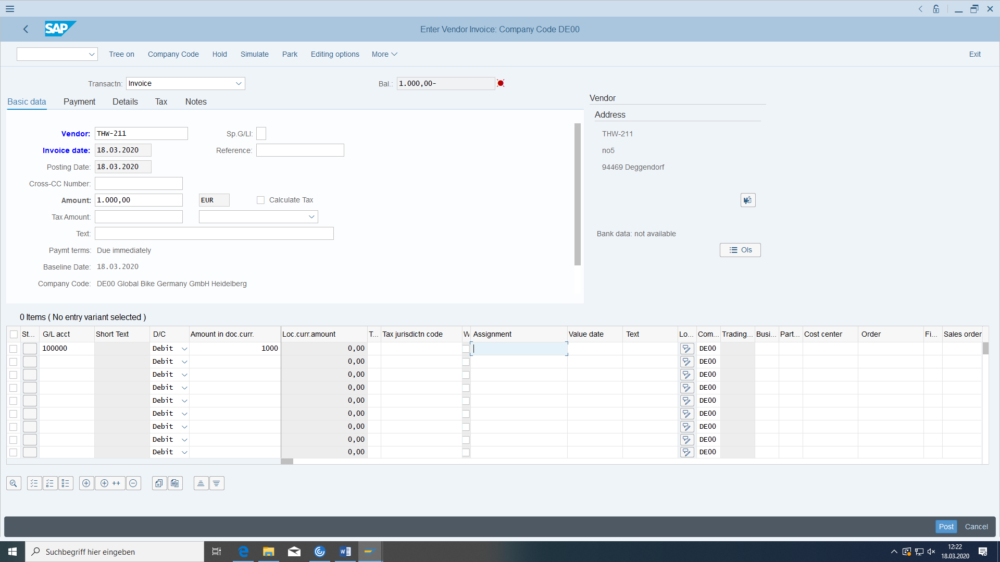 SAP
Enter Vendor Invoice: Company Code DE00
Tree on Company Code Hold Simulate Park Editing options More Exit
Transactn: Invoice Bal.: 1.000,00-
Basic data Payment Details Tax Notes
Vendor
Address
Vendor: THW-211 Sp.G/LI: THW-211
Invoice date: 18.03.2020 Reference: no5
Posting Date: 18.03.2020 94469 Deggendorf
Cross-CC Number:
Amount: 1.000,00 EUR Calculate Tax
Tax Amount:
Text: Bank data: not available
Paymt terms: Due immediately OIs
Baseline Date: 18.03.2020
Company Code: DE00 Global Bike Germany GmbH Heidelberg
0 Items ( No entry variant selected )
St... G/L acct Short Text D/C Amount in doc.curr. Loc.curr.amount T... Tax jurisdictn code W Assignment Value date Text Lo... Com... Trading... Busi... Part... Cost center Order Fi... Sales order
100000 Debit 1000 0,00 DE00
Debit 0,00 DE00
Debit 0,00 DE00
Debit 0,00 DE00
Debit 0,00 DE00
Debit 0,00 DE00
Debit 0,00 DE00
Debit 0,00 DE00
Debit 0,00 DE00
++
Post Cancel
Suchbegriff hier eingeben
12:22
18.03.2020